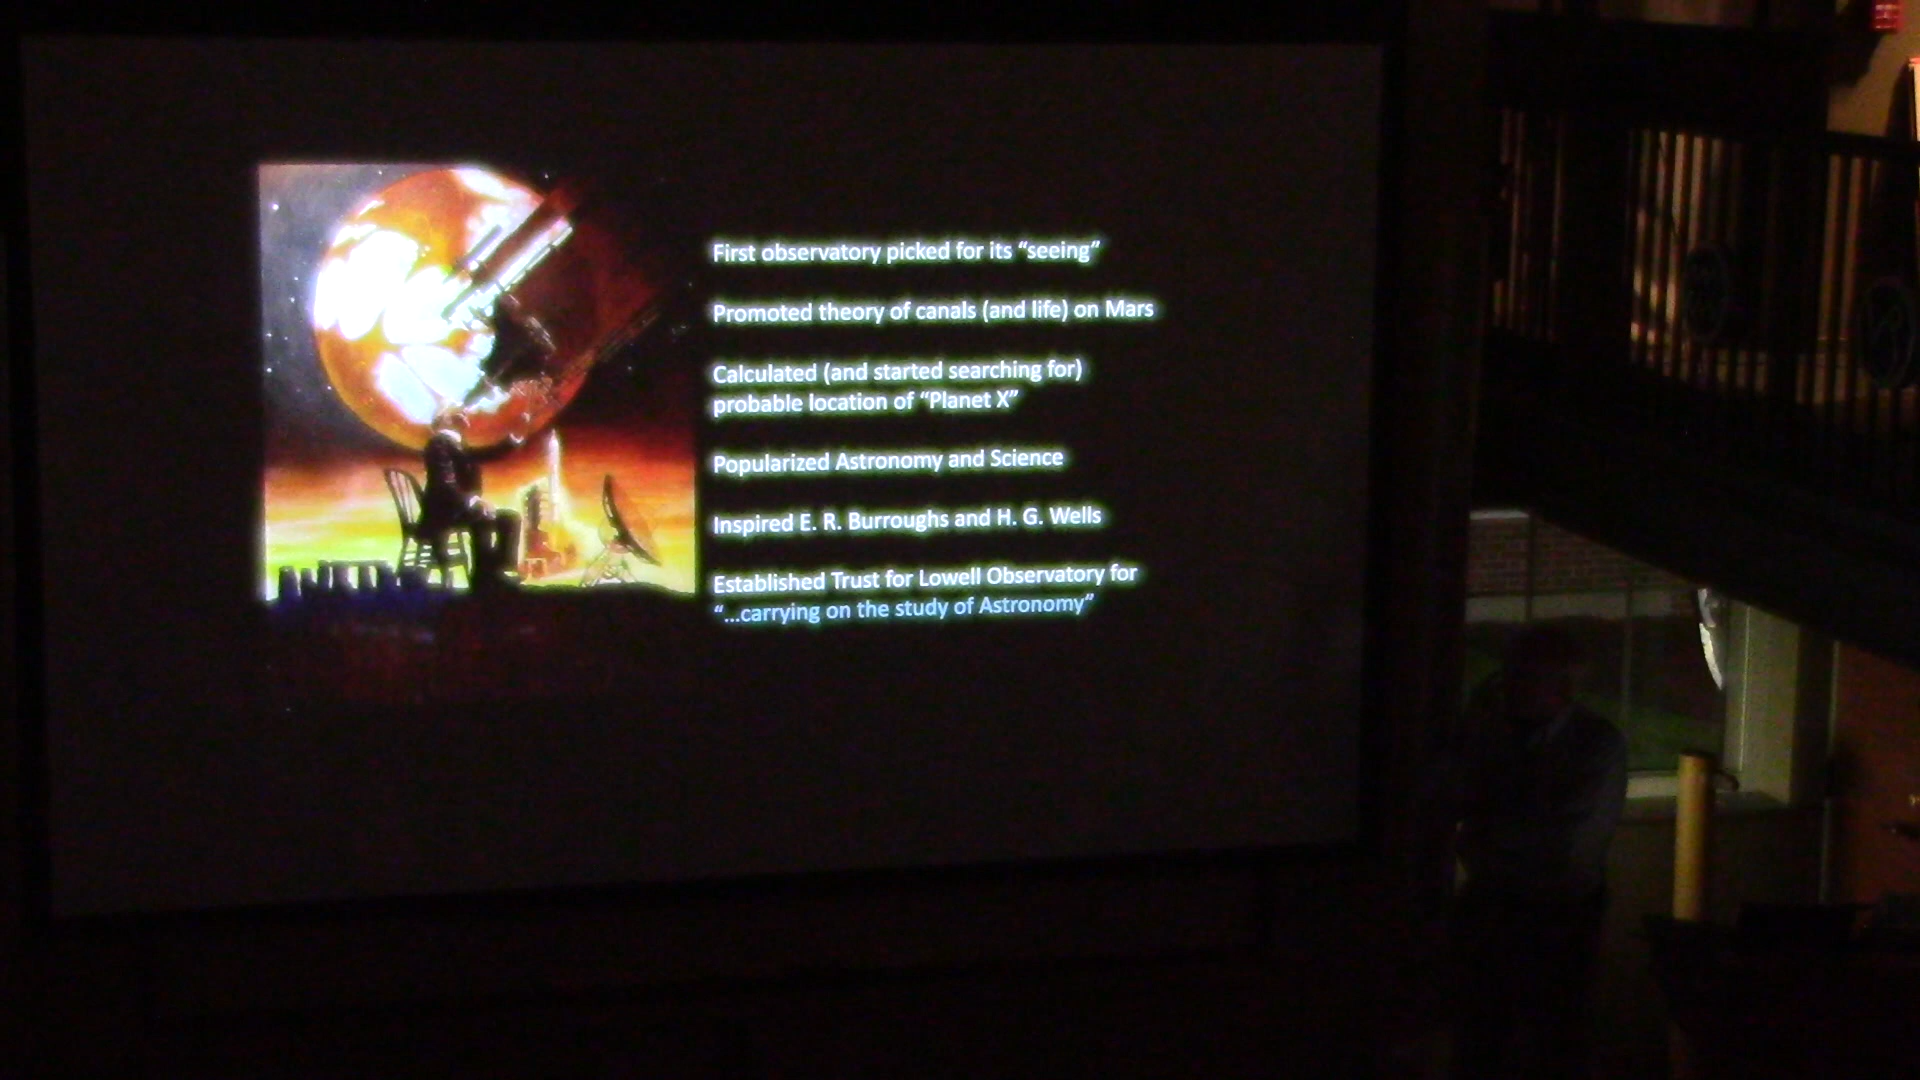 First observatory picked for its “seeing”
Promoted theory of canals (and life) on Mars
Calculated (and started searching for)
probable location of “Planet X”
Popularized Astronomy and Science
Inspired E. R. Burroughs and H. G. Wells
Established Trust for Lowell Observatory for
“...carrying on the study of Astronomy”